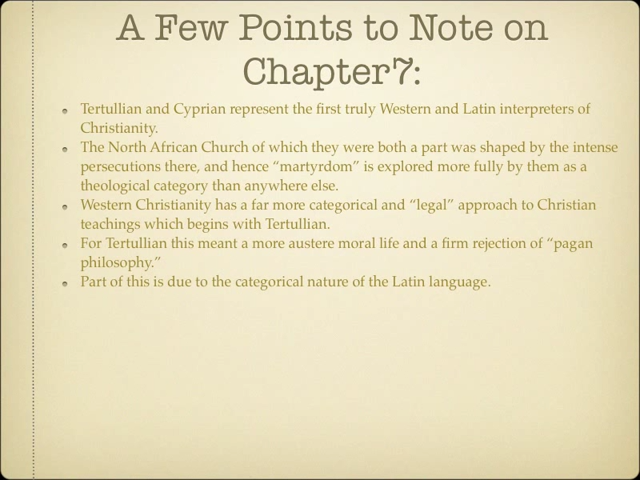 A Few Points to Note on
Chapter7:
Tertullian and Cyprian represent the first truly Western and Latin interpreters of
Christianity.
The North African Church of which they were both a part was shaped by the intense
persecutions there, and hence “martyrdom” is explored more fully by them as a
theological category than anywhere else.
Western Christianity has a far more categorical and “legal” approach to Christian
teachings which begins with Tertullian.
For Tertullian this meant a more austere moral life and a firm rejection of “pagan
philosophy.”
Part of this is due to the categorical nature of the Latin language.